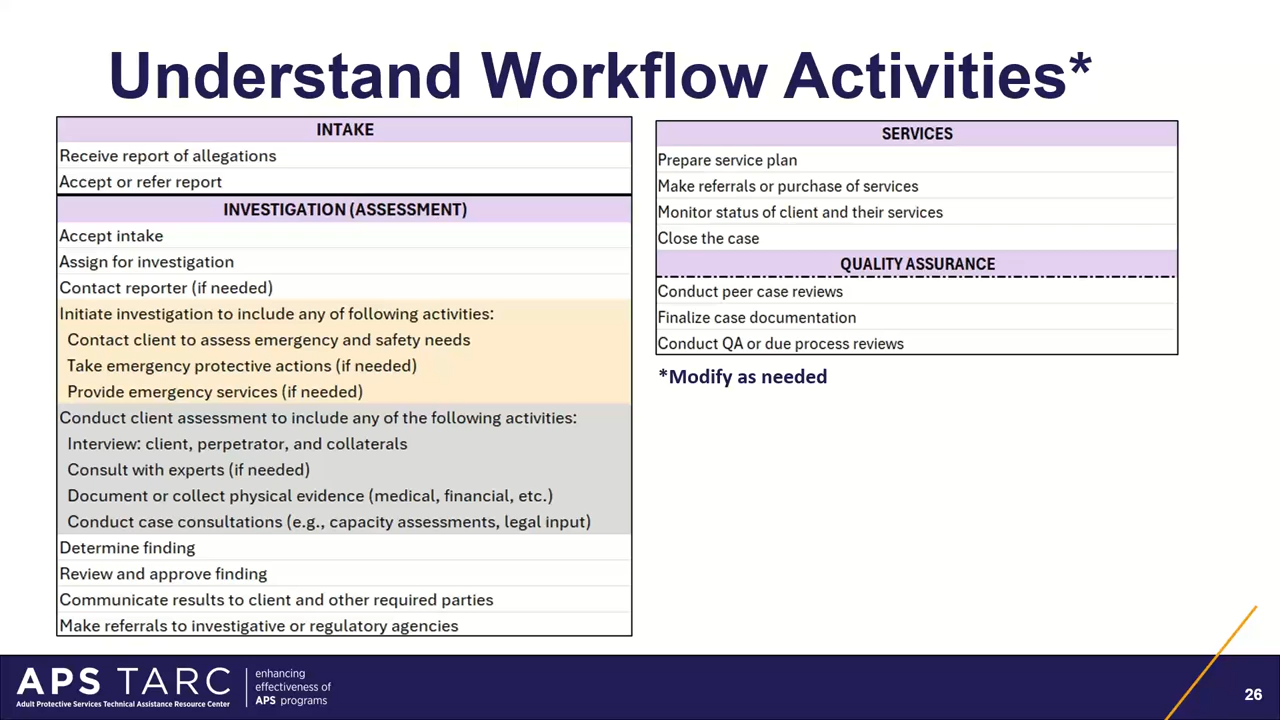 Understand Workflow Activities*
INTAKE
Receive report of allegations
Accept or refer report
INVESTIGATION (ASSESSMENT)
Accept intake
Assign for investigation
Contact reporter (if needed)
Initiate investigation to include any of following activities:
Contact client to assess emergency and safety needs
Take emergency protective actions (if needed)
Provide emergency services (if needed)
Conduct client assessment to include any of the following activities:
Interview: client, perpetrator, and collaterals
Consult with experts (if needed)
Document or collect physical evidence (medical, financial, etc.)
Conduct case consultations (e.g., capacity assessments, legal input)
Determine finding
Review and approve finding
Communicate results to client and other required parties
Make referrals to investigative or regulatory agencies
SERVICES
Prepare service plan
Make referrals or purchase of services
Monitor status of client and their services
Close the case
QUALITY ASSURANCE
Conduct peer case reviews
Finalize case documentation
Conduct QA or due process reviews
*Modify as needed
APS TARC
Adult Protective Services Technical Assistance Resource Center
enhancing
effectiveness of
APS programs
26